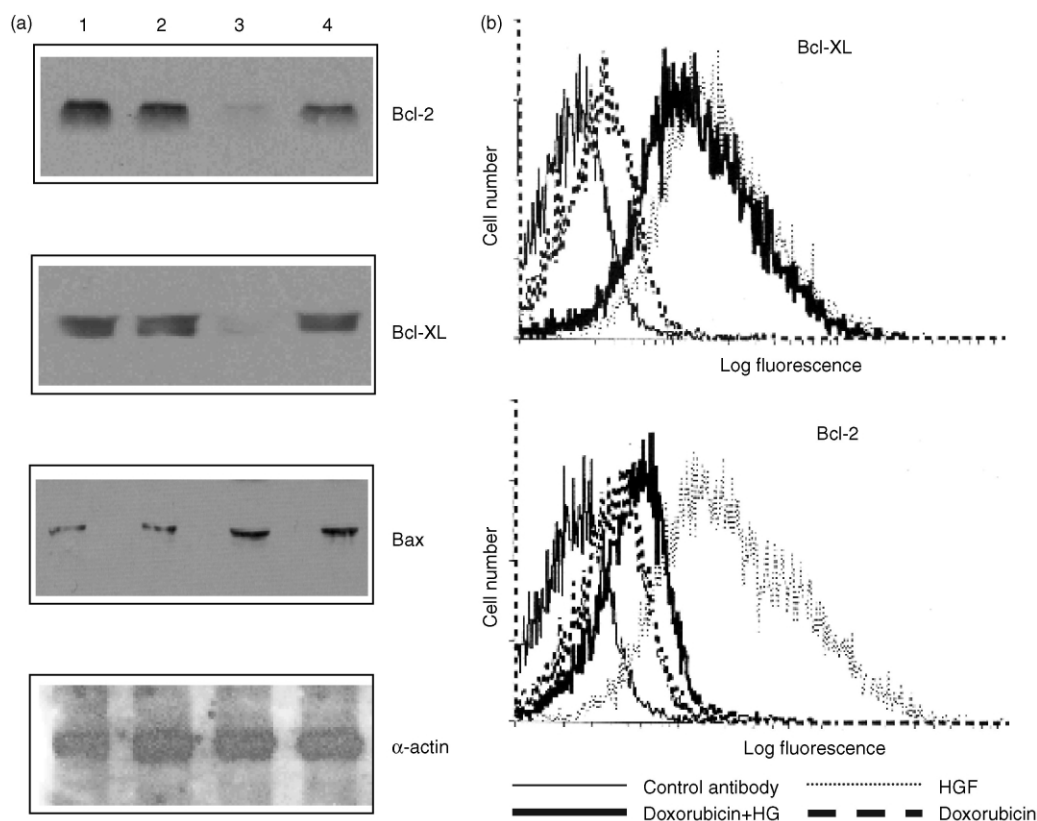 (a)
1 2 3 4
Bcl-2
Bcl-XL
Bax
α-actin
(b)
Bcl-XL
Cell number
Log fluorescence
Bcl-2
Cell number
Log fluorescence
Control antibody
HGF
Doxorubicin+HG
Doxorubicin